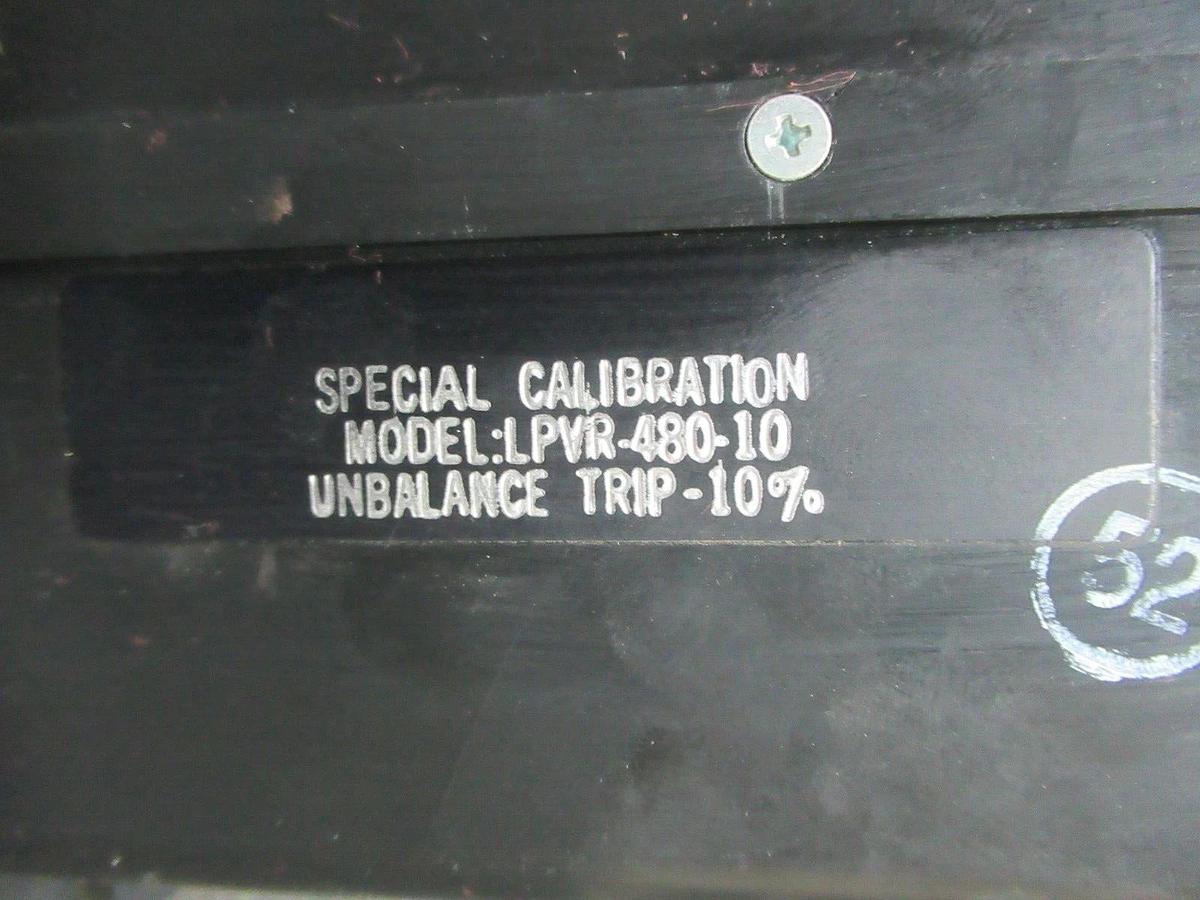 SPECIAL CALIBRATION
MODEL:LPVR-480-10
UNBALANCE TRIP-10%
52